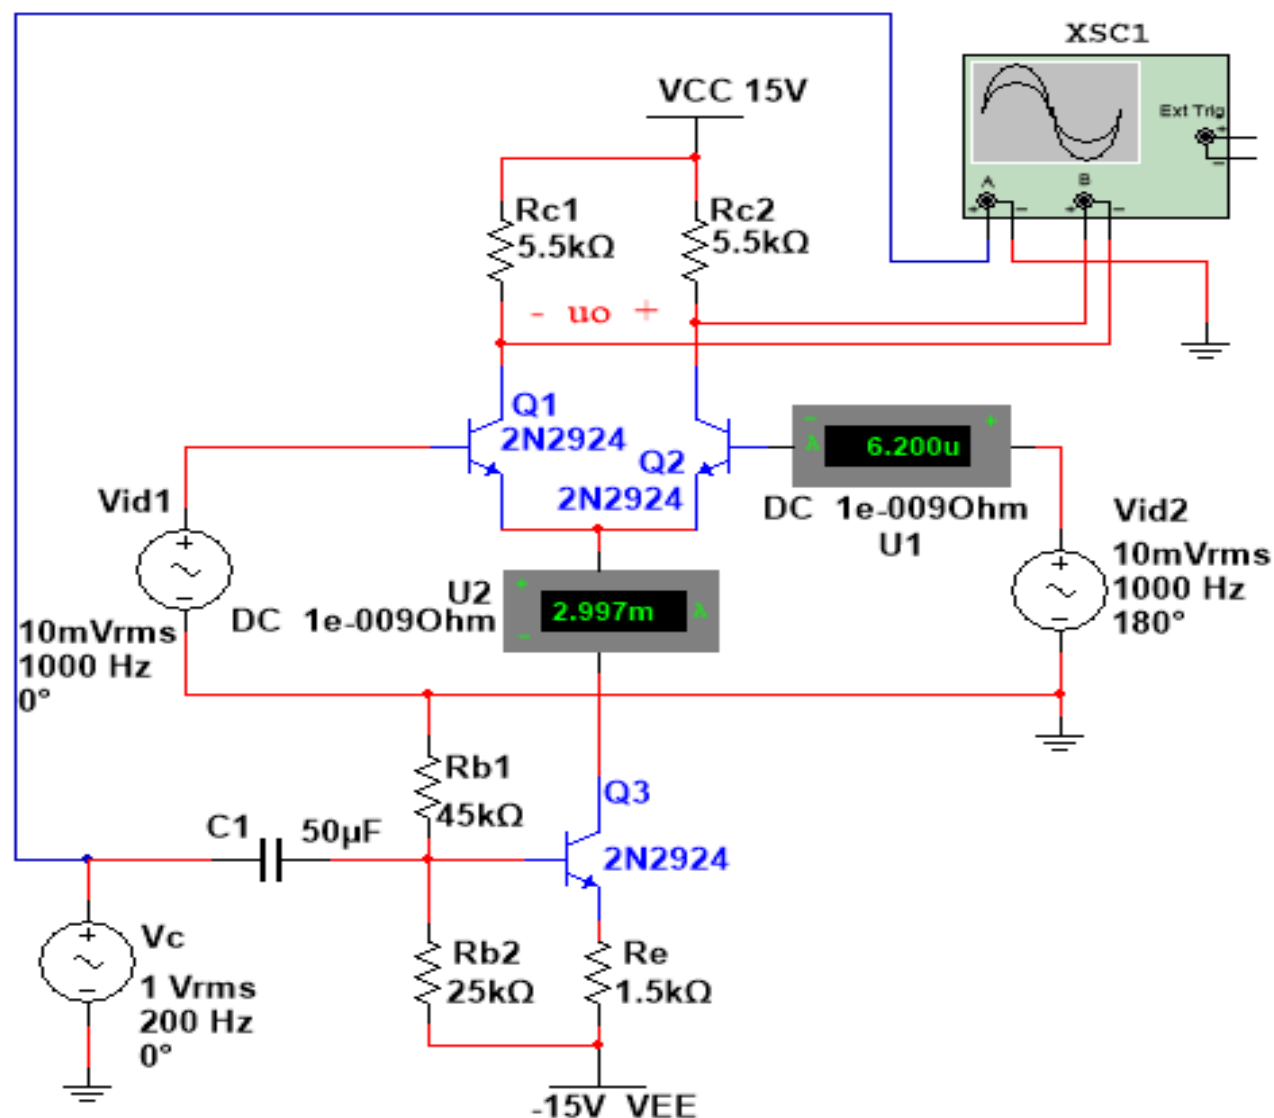 XSC1
VCC 15V
Ext Trig
+
-
A
B
+ -
+ -
Rc1
5.5kΩ
Rc2
5.5kΩ
- uo +
Q1
2N2924
Q2
2N2924
- +
λ 6.200u
DC 1e-009Ohm
U1
Vid1
+
-
10mVrms
1000 Hz
0°
Vid2
+
-
10mVrms
1000 Hz
180°
U2
DC 1e-009Ohm
+
2.997m λ
-
Rb1
45kΩ
Q3
2N2924
C1 50µF
Vc
+
-
1 Vrms
200 Hz
0°
Rb2
25kΩ
Re
1.5kΩ
-15V VEE